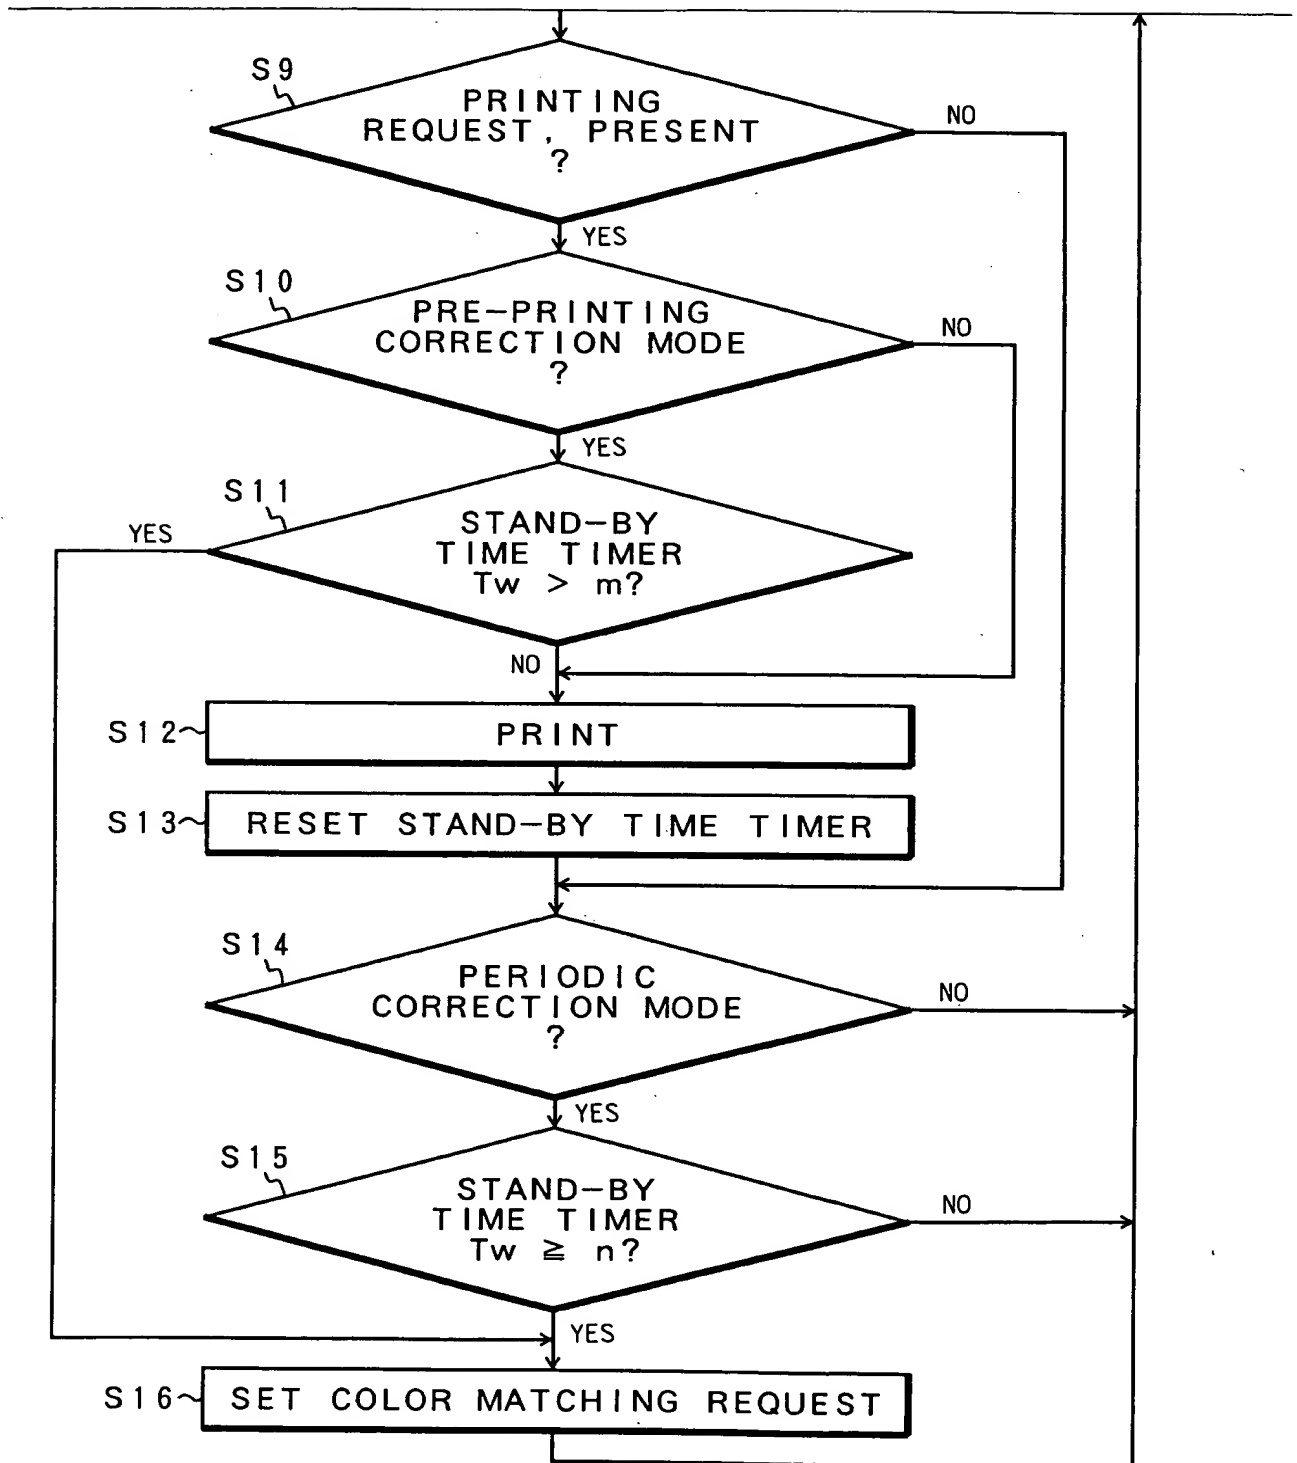 S9
PRINTING
REQUEST, PRESENT
?
NO
YES
S10
PRE-PRINTING
CORRECTION MODE
?
NO
YES
S11
YES
STAND-BY
TIME TIMER
Tw > m?
NO
S12
PRINT
S13
RESET STAND-BY TIME TIMER
S14
PERIODIC
CORRECTION MODE
?
NO
YES
S15
STAND-BY
TIME TIMER
Tw ≧ n?
NO
YES
S16
SET COLOR MATCHING REQUEST